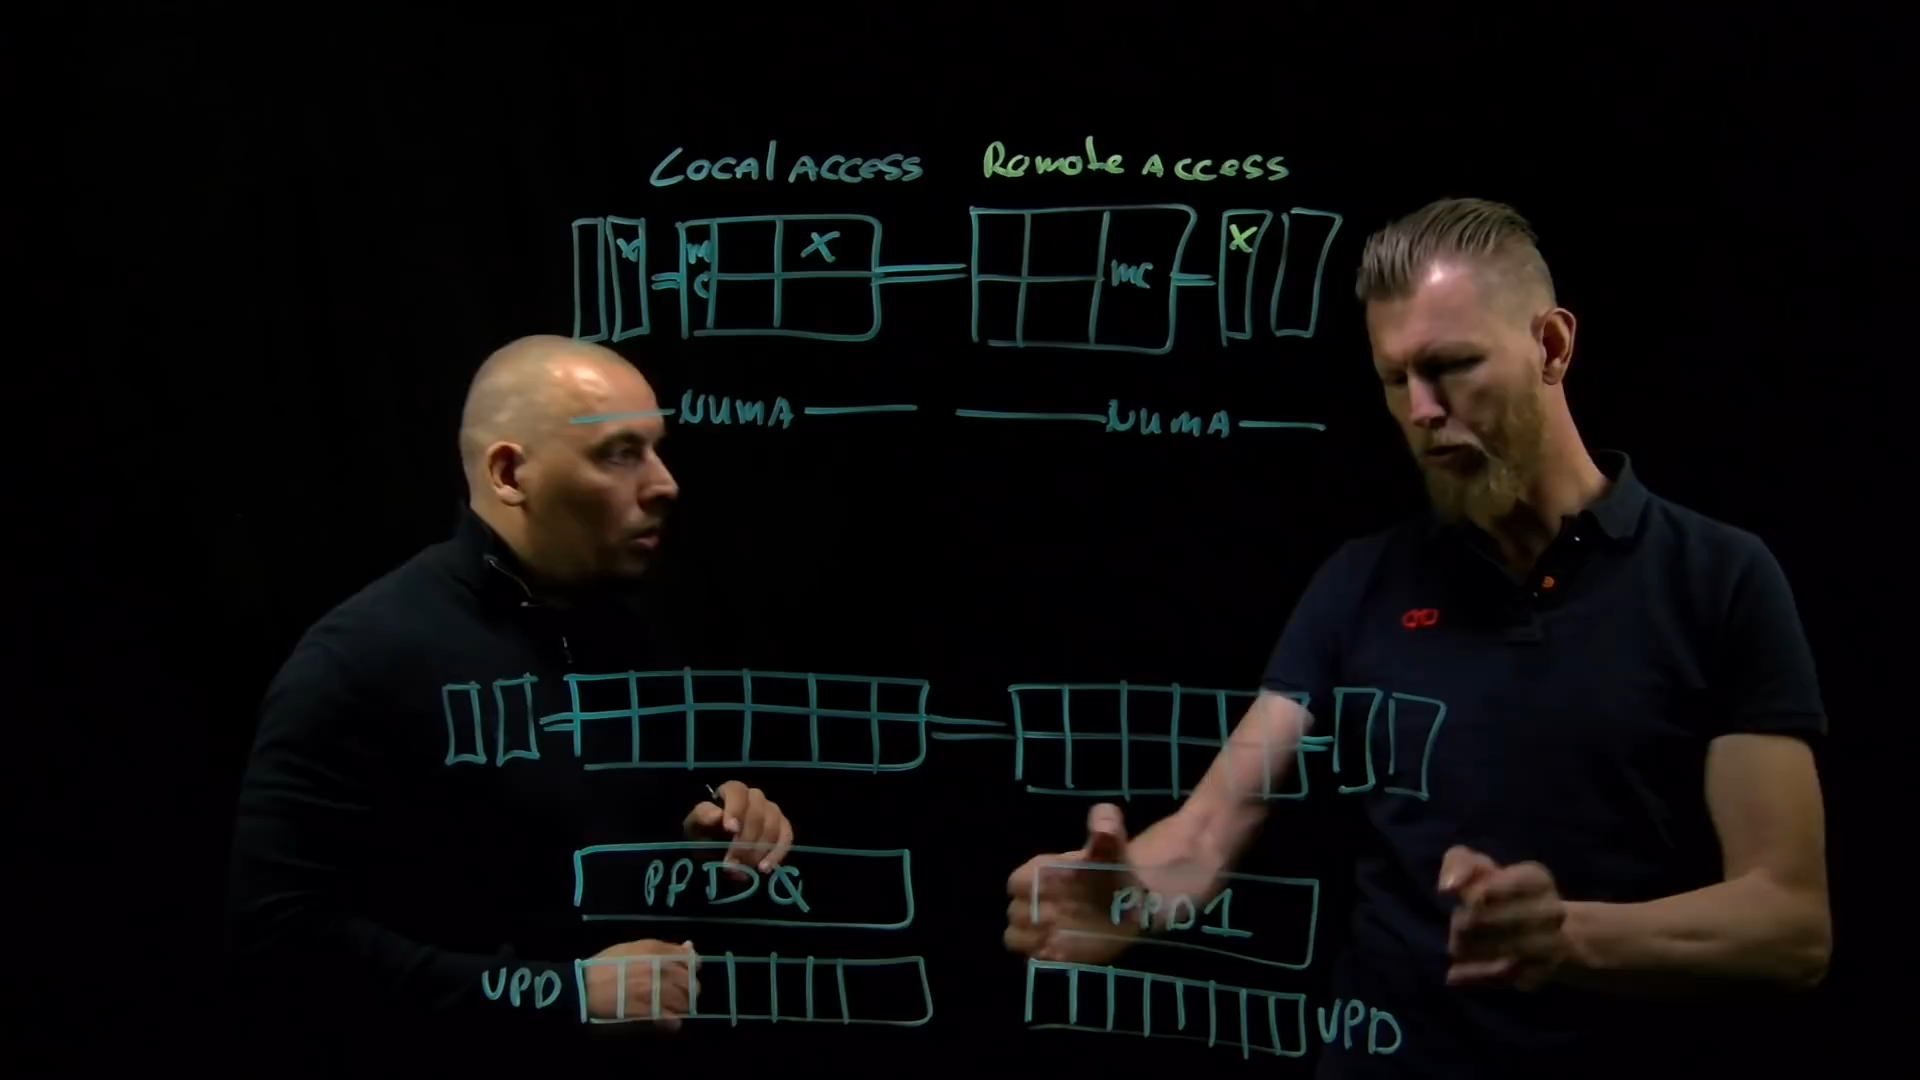 Local Access Remote Access
x m c x mc x
NUMA NUMA
PPD0 PPD1
VPD VPD